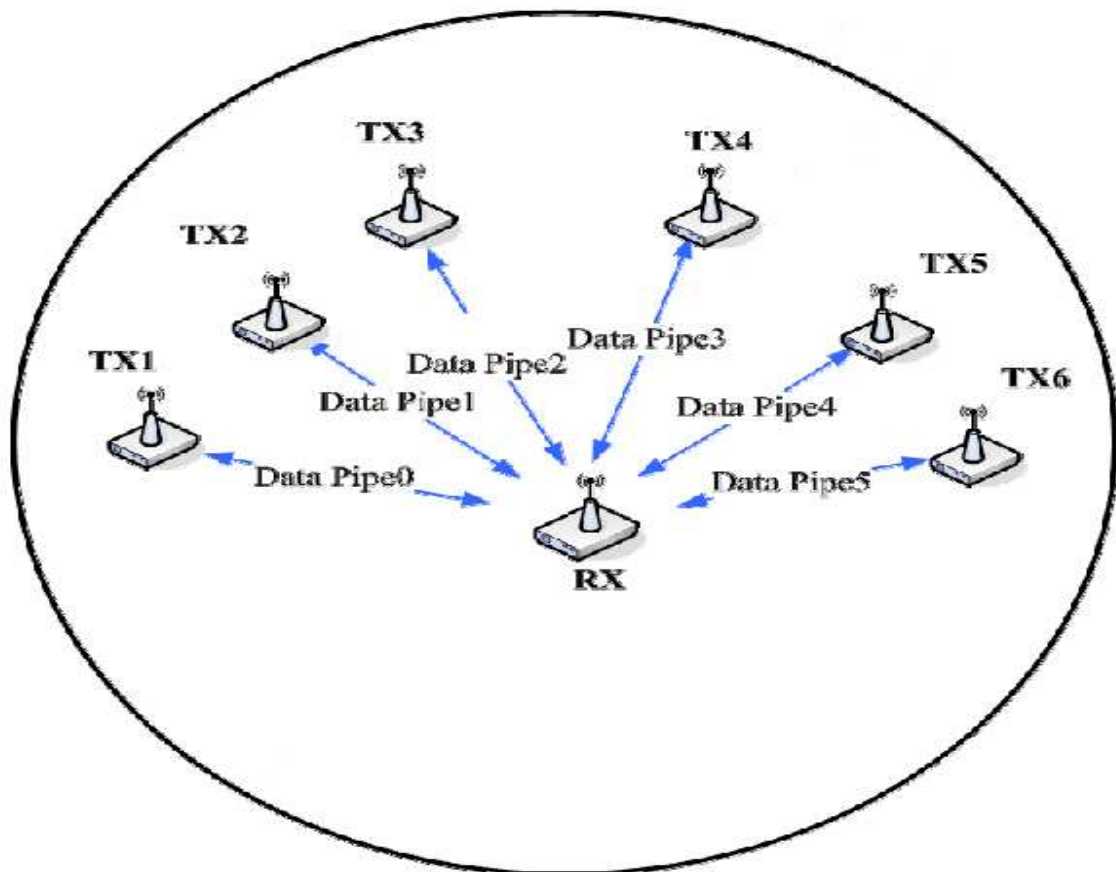 TX3
TX4
TX2
TX5
TX1
TX6
Data Pipe3
Data Pipe2
Data Pipe1
Data Pipe4
Data Pipe0
Data Pipe5
RX